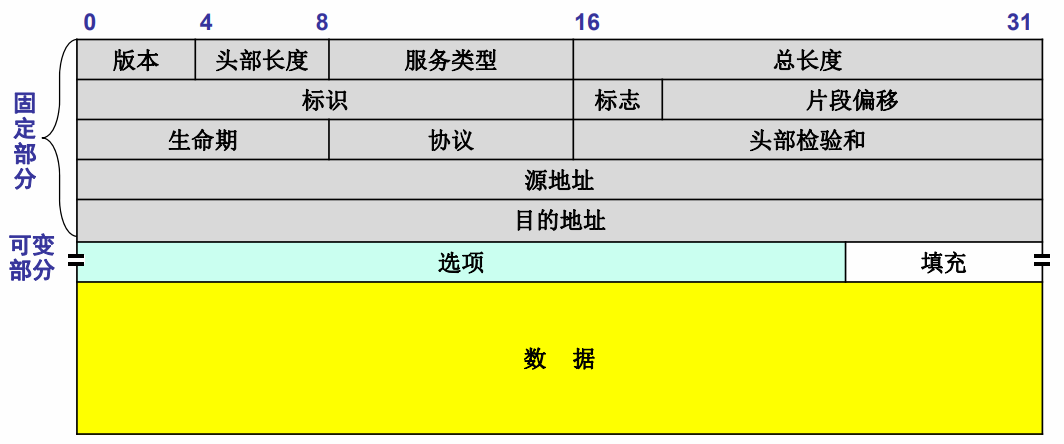 0 4 8 16 31
版本 头部长度 服务类型 总长度
标识 标志 片段偏移
生命期 协议 头部检验和
源地址
目的地址
固定部分
可变部分
选项 填充
数 据